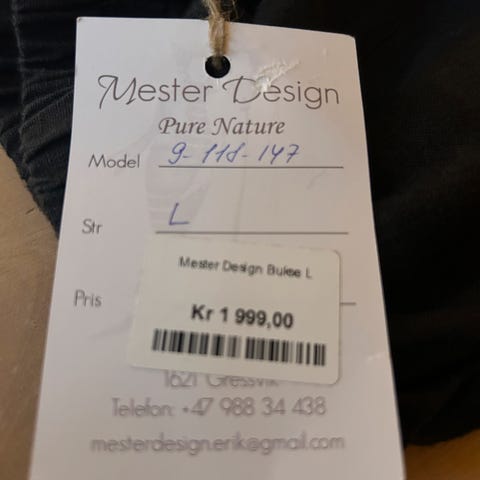 Mester Design
Pure Nature
Model 9-118-147
Str L
Mester Design Bukse L
Pris
Kr 1 999,00
1621 Gressvik
Telefon: +47 988 34 438
mesterdesign.erik@gmail.com